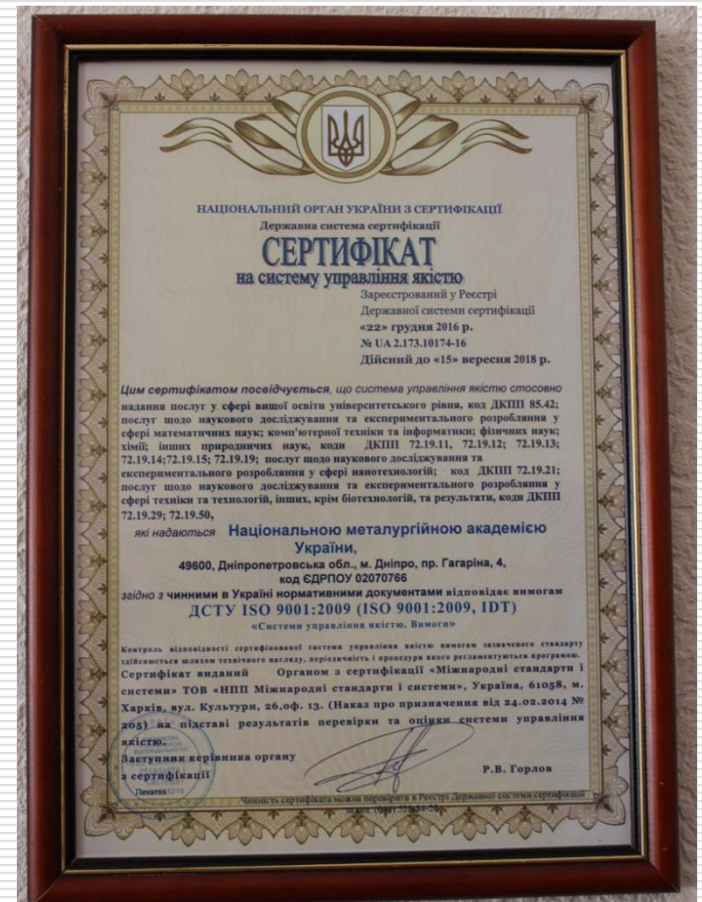 НАЦІОНАЛЬНИЙ ОРГАН УКРАЇНИ З СЕРТИФІКАЦІЇ
Державна система сертифікації
СЕРТИФІКАТ
на систему управління якістю
Зареєстрований у Реєстрі
Державної системи сертифікації
«22» грудня 2016 р.
№ UA 2.173.10174-16
Дійсний до «15» вересня 2018 р.
Цим сертифікатом посвідчується, що система управління якістю стосовно
надання послуг у сфері вищої освіти університетського рівня, код ДКПП 85.42;
послуг щодо наукового досліджування та експериментального розробляння у
сфері математичних наук; комп'ютерної техніки та інформатики; фізичних наук;
хімії; інших природничих наук, коди ДКПП 72.19.11, 72.19.12; 72.19.13;
72.19.14;72.19.15; 72.19.19; послуг щодо наукового досліджування та
експериментального розробляння у сфері нанотехнологій; код ДКПП 72.19.21;
послуг щодо наукового досліджування та експериментального розробляння у
сфері техніки та технологій, інших, крім біотехнологій, та результати, коди ДКПП
72.19.29; 72.19.50,
які надаються Національною металургійною академією
України,
49600, Дніпропетровська обл., м. Дніпро, пр. Гагаріна, 4,
код ЄДРПОУ 02070766
згідно з чинними в Україні нормативними документами відповідає вимогам
ДСТУ ISO 9001:2009 (ISO 9001:2009, IDT)
«Системи управління якістю. Вимоги»
Контроль відповідності сертифікованої системи управління якістю вимогам зазначеного стандарту
здійснюється шляхом технічного нагляду, періодичність і процедури якого регламентуються програмою.
Сертифікат виданий Органом з сертифікації «Міжнародні стандарти і
системи» ТОВ «НПП Міжнародні стандарти і системи», Україна, 61058, м.
Харків, вул. Культури, 26,оф. 13. (Наказ про призначення від 24.02.2014 №
205) на підставі результатів перевірки та оцінки системи управління
якістю.
Заступник керівника органу
з сертифікації
Р.В. Горлов
Печатка
Чинність сертифіката можна перевірити в Реєстрі Державної системи сертифікації